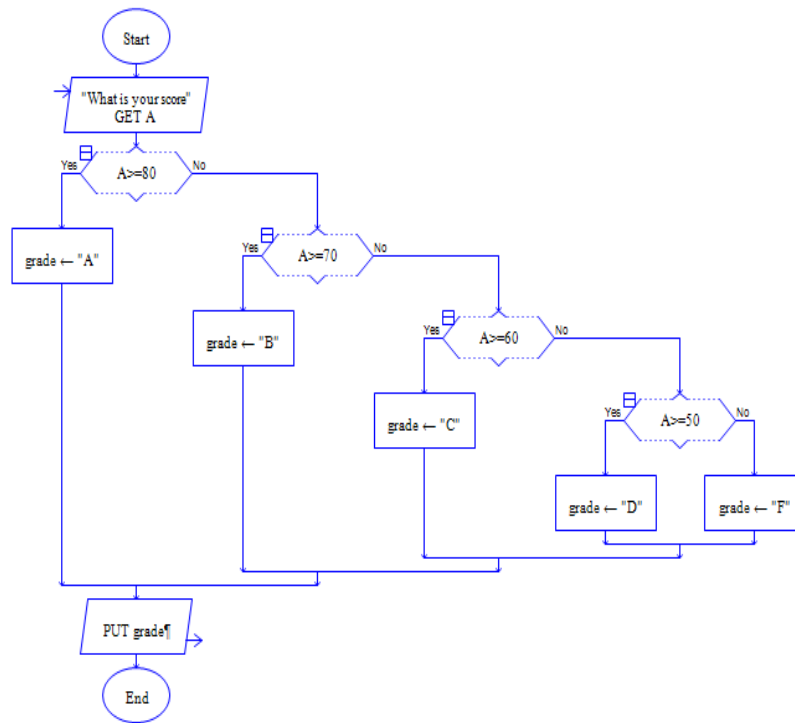 Start
"What is your score"
GET A
Yes
A>=80
No
grade ← "A"
Yes
A>=70
No
grade ← "B"
Yes
A>=60
No
grade ← "C"
Yes
A>=50
No
grade ← "D"
grade ← "F"
PUT grade¶
End